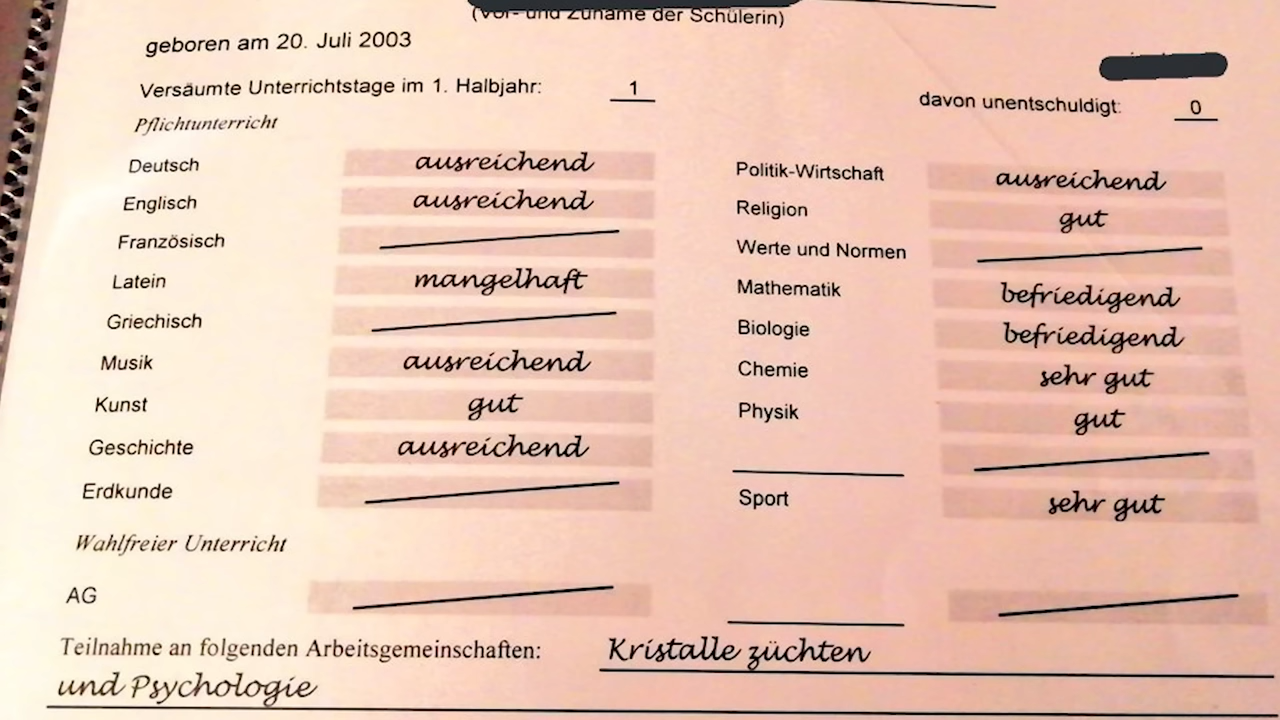 (Vor- und Zuname der Schülerin)
geboren am 20. Juli 2003
Versäumte Unterrichtstage im 1. Halbjahr: 1 davon unentschuldigt: 0
Pflichtunterricht
Deutsch ausreichend
Englisch ausreichend
Französisch
Latein mangelhaft
Griechisch
Musik ausreichend
Kunst gut
Geschichte ausreichend
Erdkunde
Politik-Wirtschaft ausreichend
Religion gut
Werte und Normen
Mathematik befriedigend
Biologie befriedigend
Chemie sehr gut
Physik gut
Sport sehr gut
Wahlfreier Unterricht
AG
Teilnahme an folgenden Arbeitsgemeinschaften: Kristalle züchten
und Psychologie